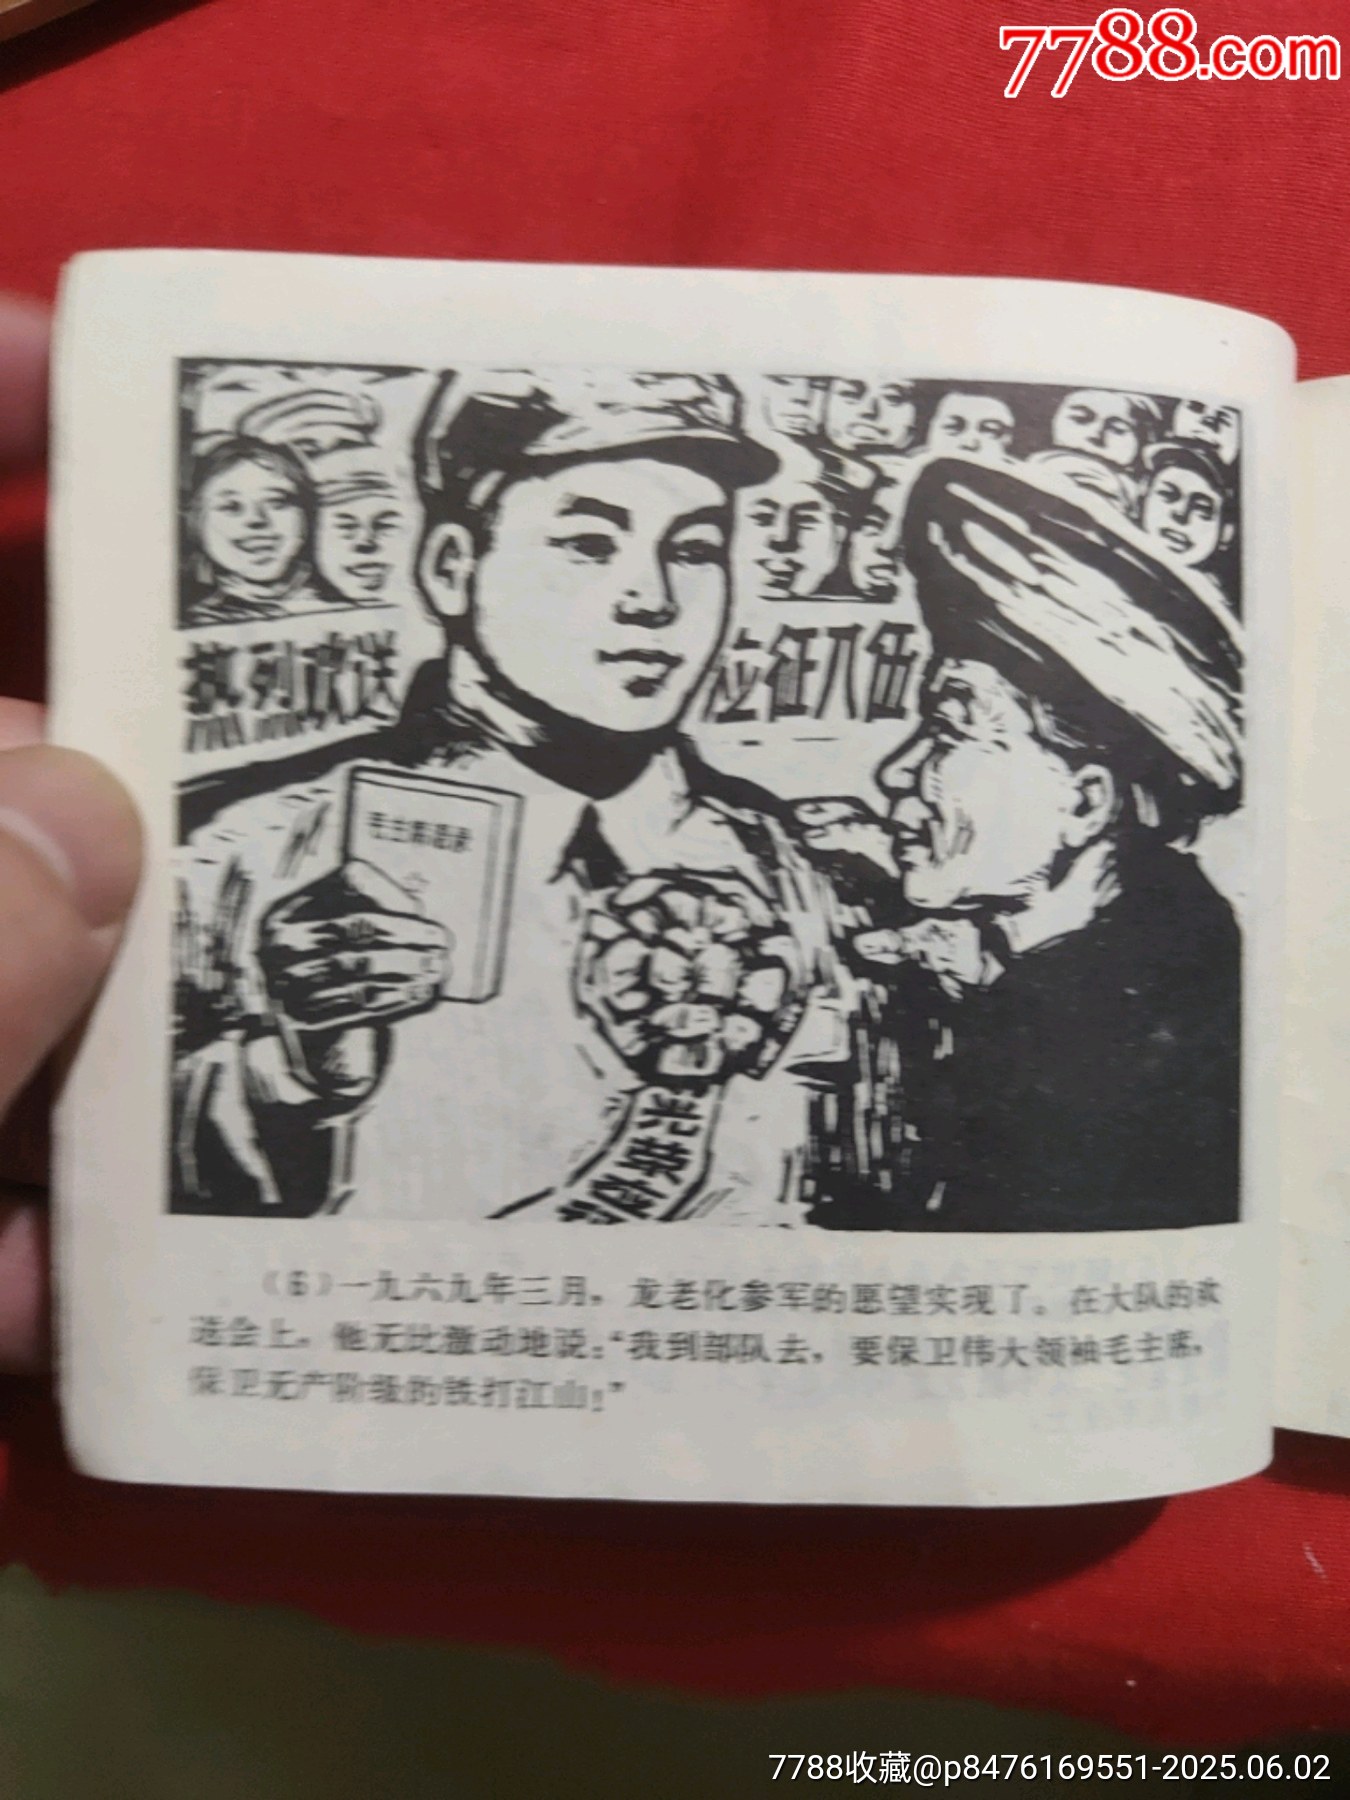 7788.com
热烈欢送
应征入伍
毛主席语录
光荣
(6)一九六九年三月，龙老化参军的愿望实现了。在大队的欢
送会上，他无比激动地说：“我到部队去，要保卫伟大领袖毛主席，
保卫无产阶级的铁打江山！”
7788收藏@p8476169551-2025.06.02